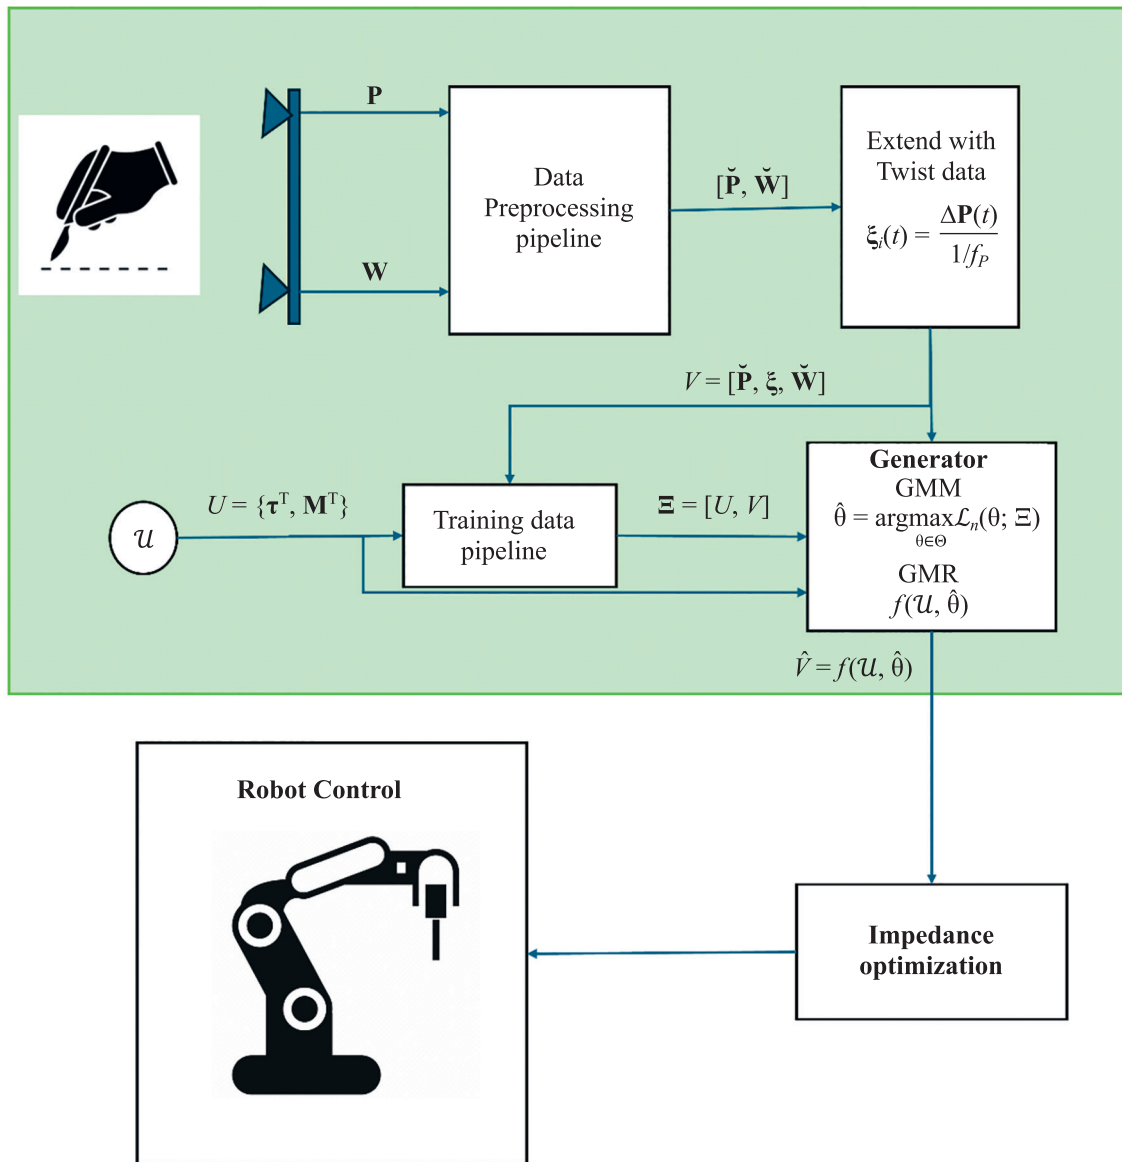 P
W
Data
Preprocessing
pipeline
[P̆, W̆]
Extend with
Twist data
ξᵢ(t) = ΔP(t) / 1/f_P
V = [P̆, ξ, W̆]
𝒰
U = {τᵀ, Mᵀ}
Training data
pipeline
Ξ = [U, V]
Generator
GMM
θ̂ = argmax ℒₙ(θ; Ξ)
θ∈Θ
GMR
f(𝒰, θ̂)
V̂ = f(𝒰, θ̂)
Robot Control
Impedance
optimization